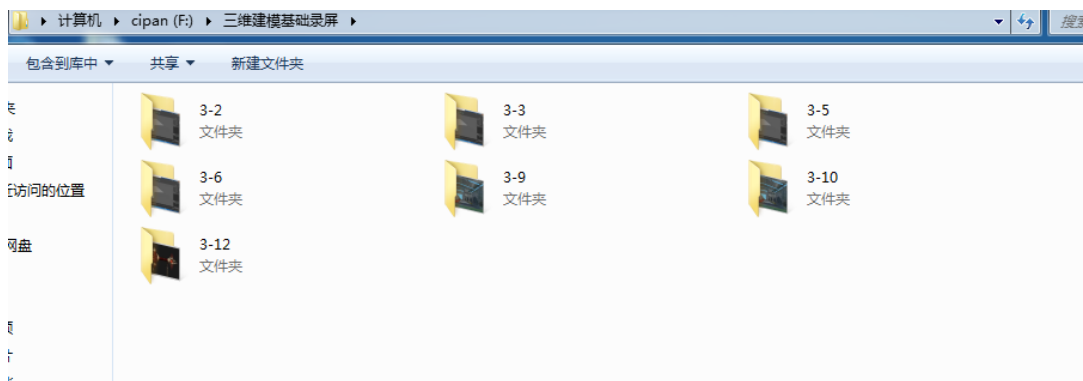 计算机 cipan (F:) 三维建模基础录屏
包含到库中 共享 新建文件夹
3-2
文件夹
3-3
文件夹
3-5
文件夹
近访问的位置
3-6
文件夹
3-9
文件夹
3-10
文件夹
网盘
3-12
文件夹